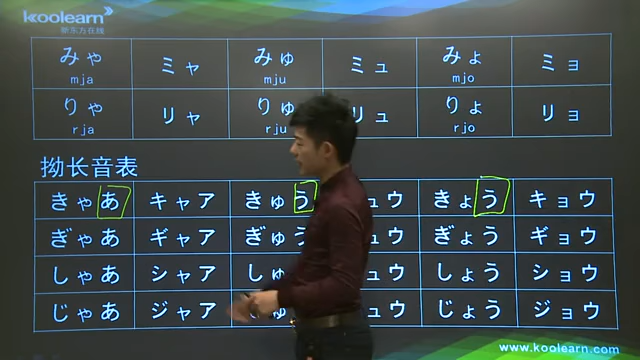 koolearn
新东方在线
みゃ ミャ みゅ ミュ みょ ミョ
mja mju mjo
りゃ リャ りゅ リュ りょ リョ
rja rju rjo
拗长音表
きゃあ キャア きゅう ュウ きょう キョウ
ぎゃあ ギャア ぎゅう ュウ ぎょう ギョウ
しゃあ シャア しゅ ュウ しょう ショウ
じゃあ ジャア ュウ じょう ジョウ
www.koolearn.com